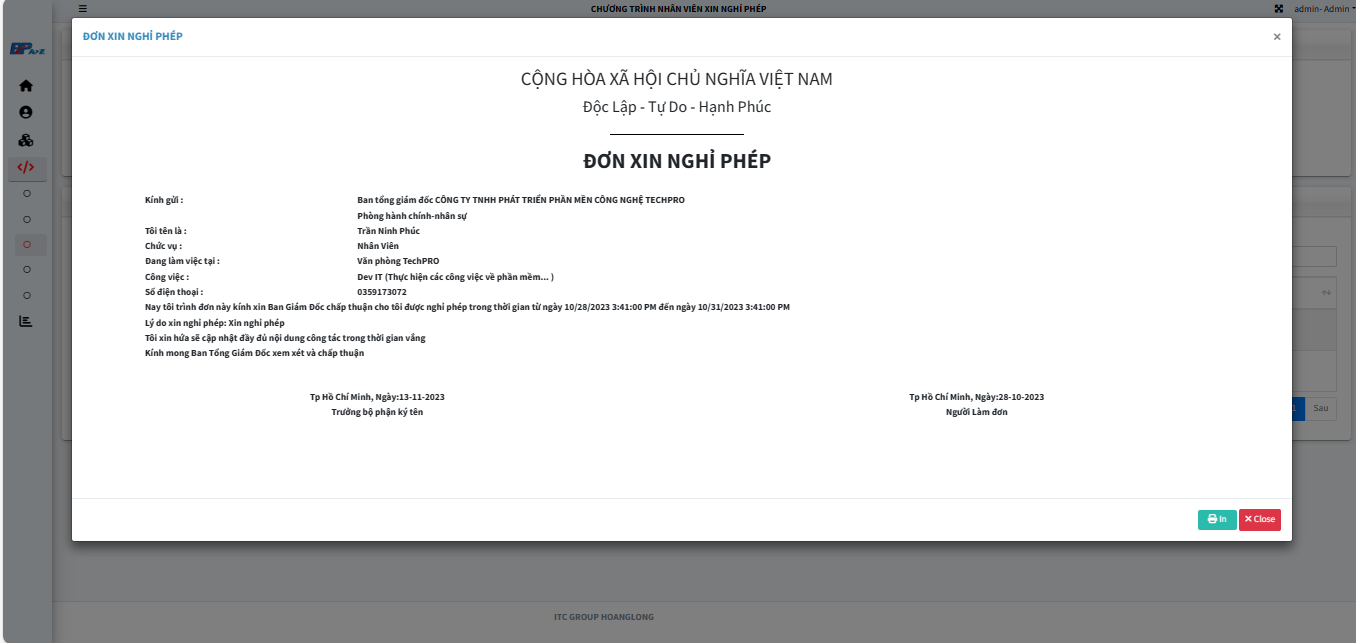 CHƯƠNG TRÌNH NHÂN VIÊN XIN NGHỈ PHÉP
admin- Admin
ĐƠN XIN NGHỈ PHÉP
×
CỘNG HÒA XÃ HỘI CHỦ NGHĨA VIỆT NAM
Độc Lập - Tự Do - Hạnh Phúc
ĐƠN XIN NGHỈ PHÉP
Kính gửi : Ban tổng giám đốc CÔNG TY TNHH PHÁT TRIỂN PHẦN MỀN CÔNG NGHỆ TECHPRO
Phòng hành chính-nhân sự
Tôi tên là : Trần Ninh Phúc
Chức vụ : Nhân Viên
Đang làm việc tại : Văn phòng TechPRO
Công việc : Dev IT (Thực hiện các công việc về phần mềm... )
Số điện thoại : 0359173072
Nay tôi trình đơn này kính xin Ban Giám Đốc chấp thuận cho tôi được nghỉ phép trong thời gian từ ngày 10/28/2023 3:41:00 PM đến ngày 10/31/2023 3:41:00 PM
Lý do xin nghỉ phép: Xin nghỉ phép
Tôi xin hứa sẽ cập nhật đầy đủ nội dung công tác trong thời gian vắng
Kính mong Ban Tổng Giám Đốc xem xét và chấp thuận
Tp Hồ Chí Minh, Ngày:13-11-2023 Tp Hồ Chí Minh, Ngày:28-10-2023
Trưởng bộ phận ký tên Người Làm đơn
1 Sau
In Close
ITC GROUP HOANGLONG